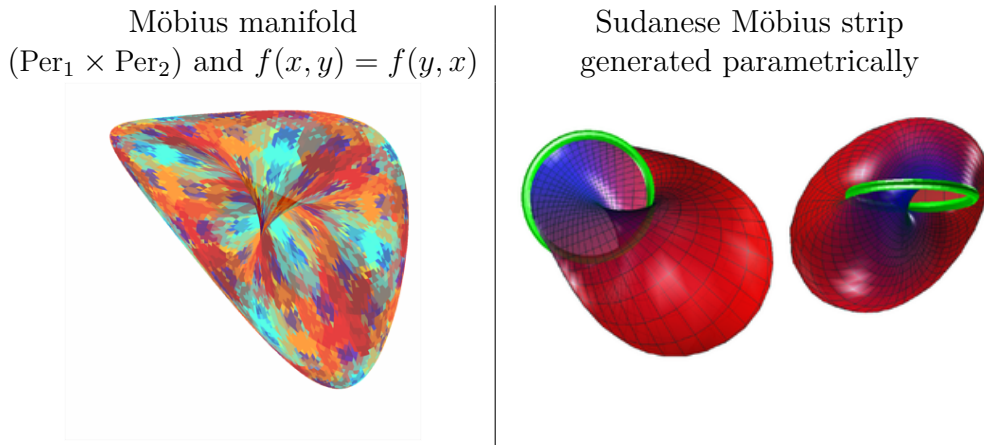 Möbius manifold
(Per₁ × Per₂) and f(x, y) = f(y, x)
Sudanese Möbius strip
generated parametrically